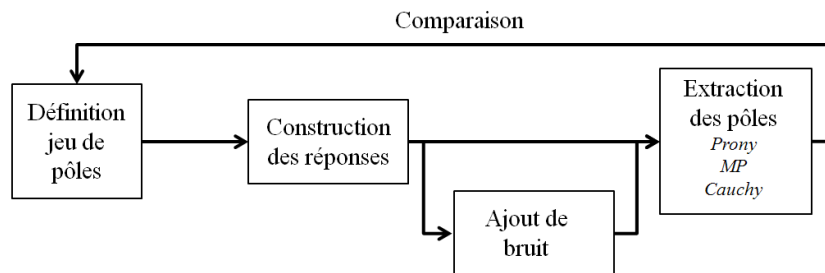 Comparaison
Définition
jeu de
pôles
Construction
des réponses
Ajout de
bruit
Extraction
des pôles
Prony
MP
Cauchy